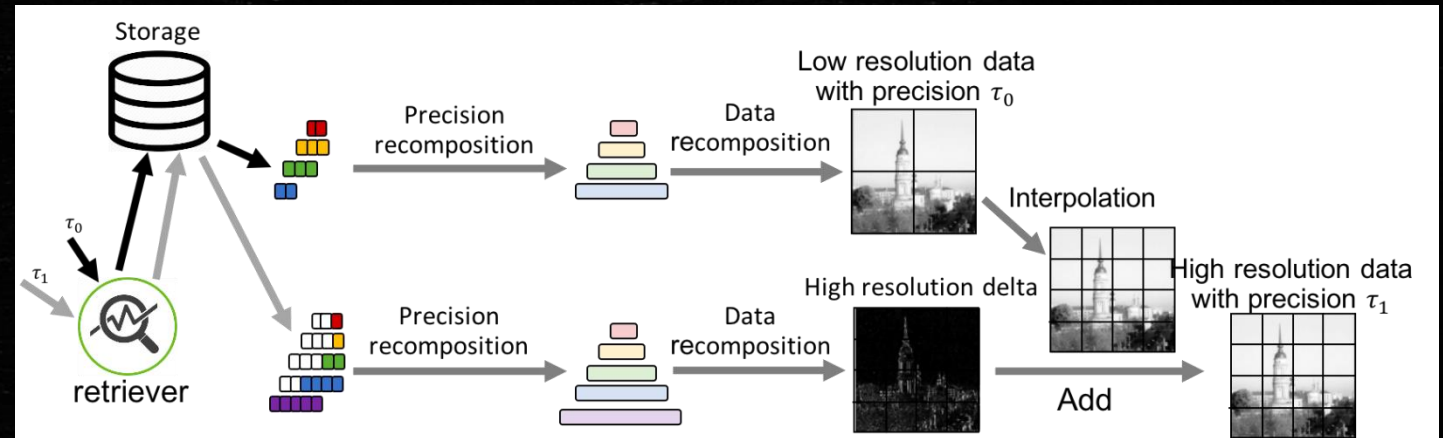 Storage
Low resolution data
with precision τ₀
Precision
recomposition
Data
recomposition
Interpolation
τ₀
τ₁
retriever
Precision
recomposition
Data
recomposition
High resolution delta
High resolution data
with precision τ₁
Add